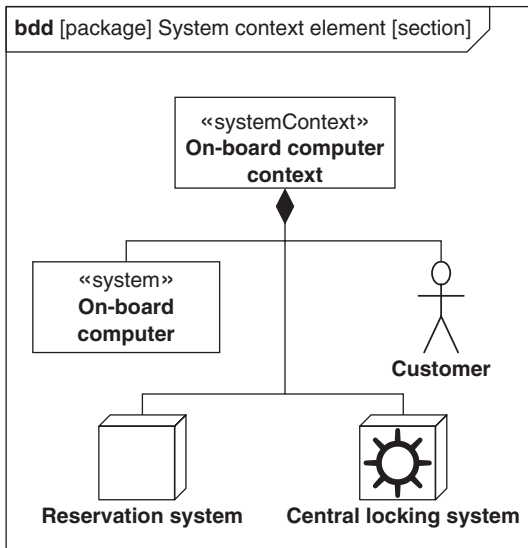 bdd [package] System context element [section]
«systemContext»
On-board computer
context
«system»
On-board
computer
Customer
Reservation system
Central locking system